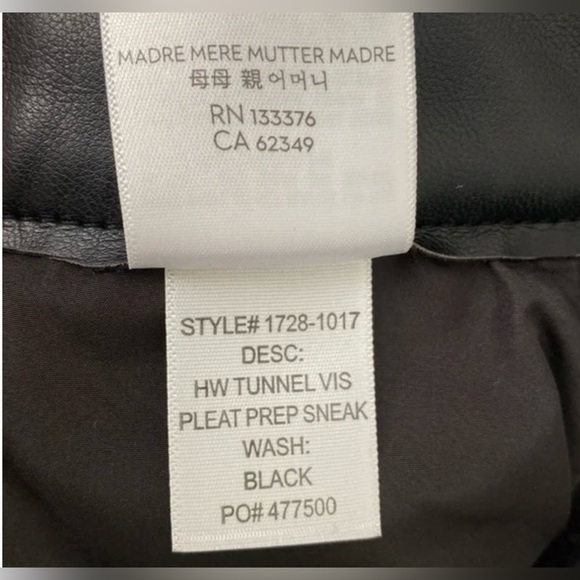 MADRE MERE MUTTER MADRE
母母 親 어머니
RN 133376
CA 62349
STYLE# 1728-1017
DESC:
HW TUNNEL VIS
PLEAT PREP SNEAK
WASH:
BLACK
PO# 477500